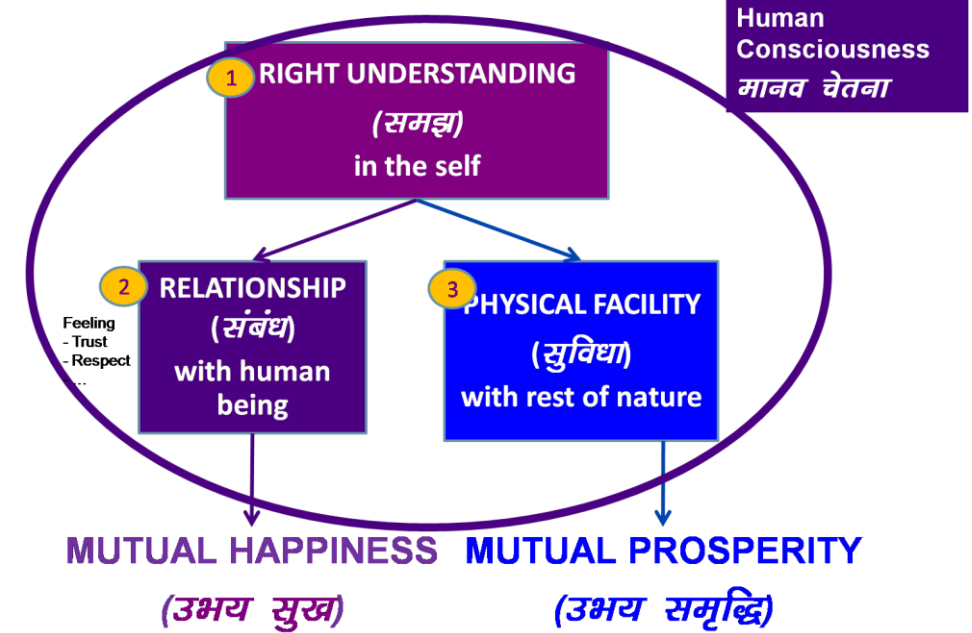 Human
Consciousness
मानव चेतना
1
RIGHT UNDERSTANDING
(समझ)
in the self
2
RELATIONSHIP
(संबंध)
with human
being
Feeling
- Trust
- Respect
- ...
3
PHYSICAL FACILITY
(सुविधा)
with rest of nature
MUTUAL HAPPINESS
(उभय सुख)
MUTUAL PROSPERITY
(उभय समृद्धि)